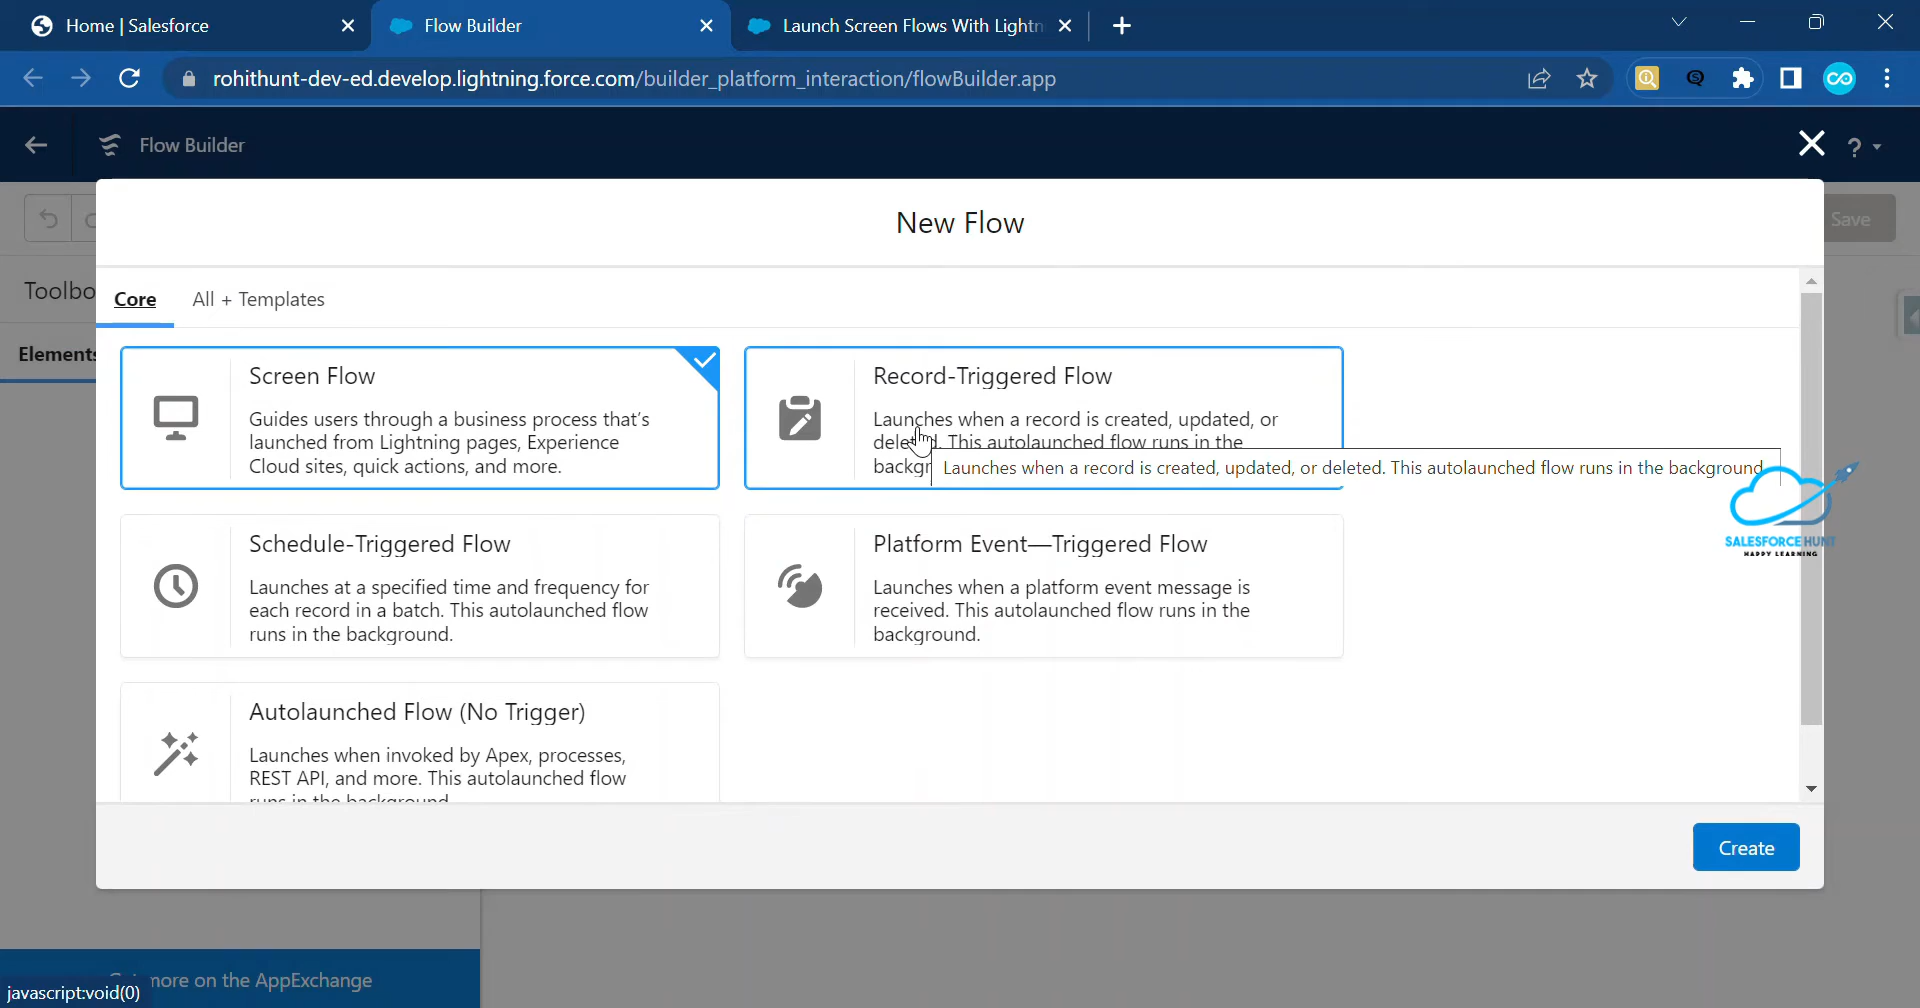 Home | Salesforce
Flow Builder
Launch Screen Flows With Lightn
rohithunt-dev-ed.develop.lightning.force.com/builder_platform_interaction/flowBuilder.app
Flow Builder
?
New Flow
Save
Toolbo
Core
All + Templates
Elements
Screen Flow
Guides users through a business process that's
launched from Lightning pages, Experience
Cloud sites, quick actions, and more.
Record-Triggered Flow
Launches when a record is created, updated, or
deleted. This autolaunched flow runs in the
backgr
Launches when a record is created, updated, or deleted. This autolaunched flow runs in the background
SALESFORCE HUNT
HAPPY LEARNING
Schedule-Triggered Flow
Launches at a specified time and frequency for
each record in a batch. This autolaunched flow
runs in the background.
Platform Event—Triggered Flow
Launches when a platform event message is
received. This autolaunched flow runs in the
background.
Autolaunched Flow (No Trigger)
Launches when invoked by Apex, processes,
REST API, and more. This autolaunched flow
runs in the background
Create
Get more on the AppExchange
javascript:void(0)